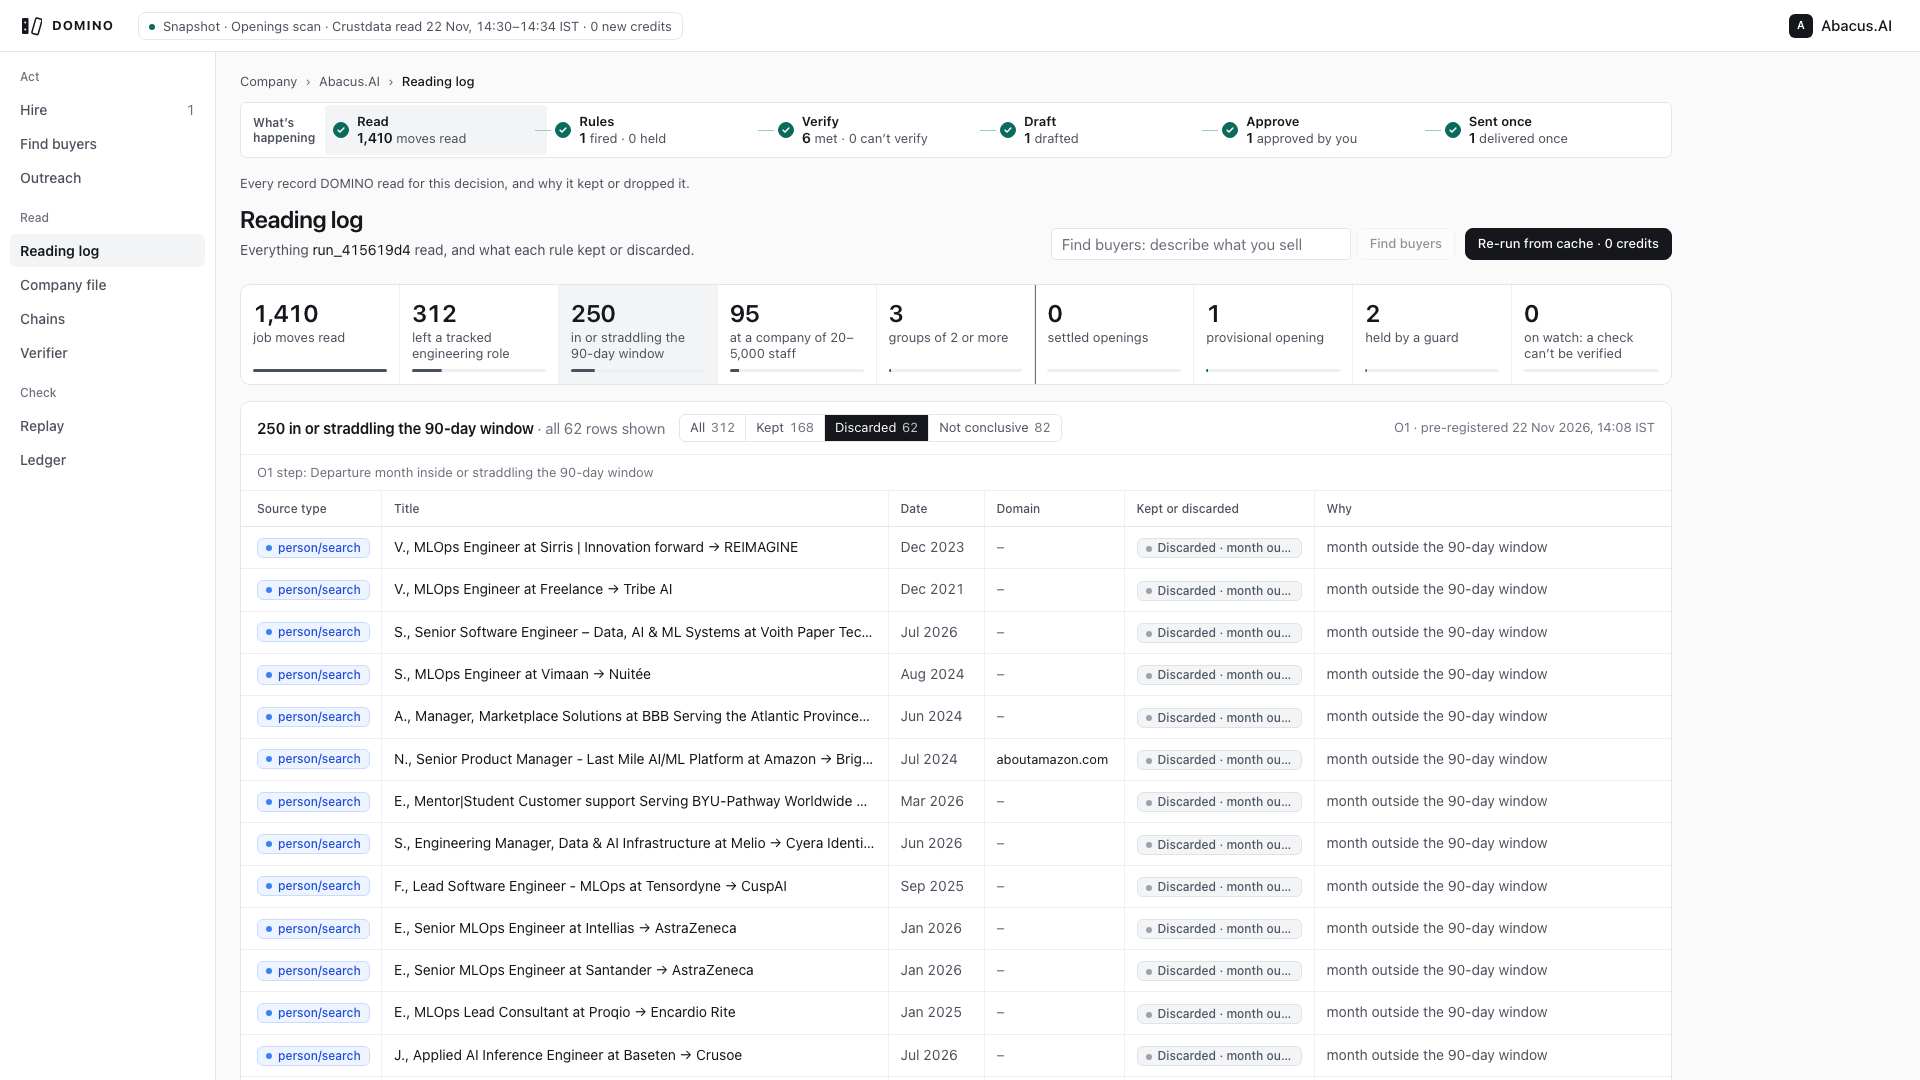 DOMINO
Snapshot · Openings scan · Crustdata read 22 Nov, 14:30–14:34 IST · 0 new credits
A
Abacus.AI
Act
Hire 1
Find buyers
Outreach
Read
Reading log
Company file
Chains
Verifier
Check
Replay
Ledger
Company › Abacus.AI › Reading log
What's happening
Read
1,410 moves read
Rules
1 fired · 0 held
Verify
6 met · 0 can't verify
Draft
1 drafted
Approve
1 approved by you
Sent once
1 delivered once
Every record DOMINO read for this decision, and why it kept or dropped it.
Reading log
Everything run_415619d4 read, and what each rule kept or discarded.
Find buyers: describe what you sell
Find buyers
Re-run from cache · 0 credits
1,410
job moves read
312
left a tracked
engineering role
250
in or straddling the
90-day window
95
at a company of 20–
5,000 staff
3
groups of 2 or more
0
settled openings
1
provisional opening
2
held by a guard
0
on watch: a check
can't be verified
250 in or straddling the 90-day window · all 62 rows shown
All 312 Kept 168 Discarded 62 Not conclusive 82
O1 · pre-registered 22 Nov 2026, 14:08 IST
O1 step: Departure month inside or straddling the 90-day window
Source type Title Date Domain Kept or discarded Why
person/search V., MLOps Engineer at Sirris | Innovation forward → REIMAGINE Dec 2023 – Discarded · month ou... month outside the 90-day window
person/search V., MLOps Engineer at Freelance → Tribe AI Dec 2021 – Discarded · month ou... month outside the 90-day window
person/search S., Senior Software Engineer – Data, AI & ML Systems at Voith Paper Tec... Jul 2026 – Discarded · month ou... month outside the 90-day window
person/search S., MLOps Engineer at Vimaan → Nuitée Aug 2024 – Discarded · month ou... month outside the 90-day window
person/search A., Manager, Marketplace Solutions at BBB Serving the Atlantic Province... Jun 2024 – Discarded · month ou... month outside the 90-day window
person/search N., Senior Product Manager - Last Mile AI/ML Platform at Amazon → Brig... Jul 2024 aboutamazon.com Discarded · month ou... month outside the 90-day window
person/search E., Mentor|Student Customer support Serving BYU-Pathway Worldwide ... Mar 2026 – Discarded · month ou... month outside the 90-day window
person/search S., Engineering Manager, Data & AI Infrastructure at Melio → Cyera Identi... Jun 2026 – Discarded · month ou... month outside the 90-day window
person/search F., Lead Software Engineer - MLOps at Tensordyne → CuspAI Sep 2025 – Discarded · month ou... month outside the 90-day window
person/search E., Senior MLOps Engineer at Intellias → AstraZeneca Jan 2026 – Discarded · month ou... month outside the 90-day window
person/search E., Senior MLOps Engineer at Santander → AstraZeneca Jan 2026 – Discarded · month ou... month outside the 90-day window
person/search E., MLOps Lead Consultant at Proqio → Encardio Rite Jan 2025 – Discarded · month ou... month outside the 90-day window
person/search J., Applied AI Inference Engineer at Baseten → Crusoe Jul 2026 – Discarded · month ou... month outside the 90-day window